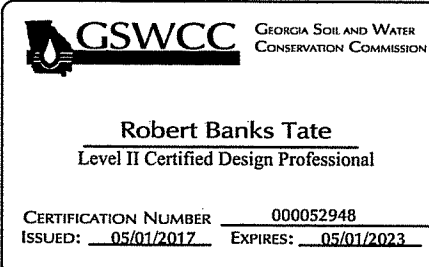 GSWCC
Georgia Soil and Water
Conservation Commission
Robert Banks Tate
Level II Certified Design Professional
Certification Number 000052948
Issued: 05/01/2017 Expires: 05/01/2023